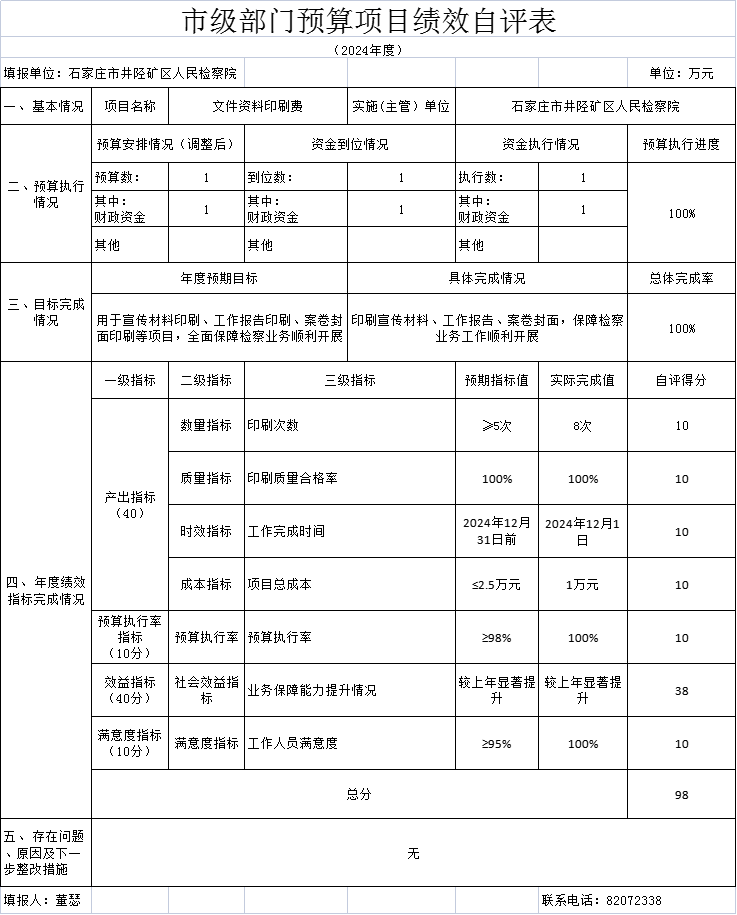 市级部门预算项目绩效自评表
（2024年度）
填报单位: 石家庄市井陉矿区人民检察院 单位: 万元
一、 基本情况 项目名称 文件资料印刷费 实施(主管) 单位 石家庄市井陉矿区人民检察院
二、预算执行
情况
预算安排情况（调整后） 资金到位情况 资金执行情况 预算执行进度
预算数: 1 到位数: 1 执行数: 1 100%
其中:
财政资金 1 其中:
财政资金 1 其中:
财政资金 1
其他 其他 其他
三、目标完成
情况
年度预期目标 具体完成情况 总体完成率
用于宣传材料印刷、工作报告印刷、案卷封
面印刷等项目，全面保障检察业务顺利开展
印刷宣传材料、工作报告、案卷封面，保障检察
业务工作顺利开展
100%
四、 年度绩效
指标完成情况
一级指标 二级指标 三级指标 预期指标值 实际完成值 自评得分
产出指标
（40）
数量指标 印刷次数 ≥5次 8次 10
质量指标 印刷质量合格率 100% 100% 10
时效指标 工作完成时间 2024年12月
31日前 2024年12月1
日 10
成本指标 项目总成本 ≤2.5万元 1万元 10
预算执行率
指标
（10分）
预算执行率 预算执行率 ≥98% 100% 10
效益指标
（40分）
社会效益指
标
业务保障能力提升情况 较上年显著提
升 较上年显著提
升 38
满意度指标
（10分）
满意度指标 工作人员满意度 ≥95% 100% 10
总分 98
五、 存在问题
、原因及下一
步整改措施
无
填报人: 董瑟 联系电话: 82072338